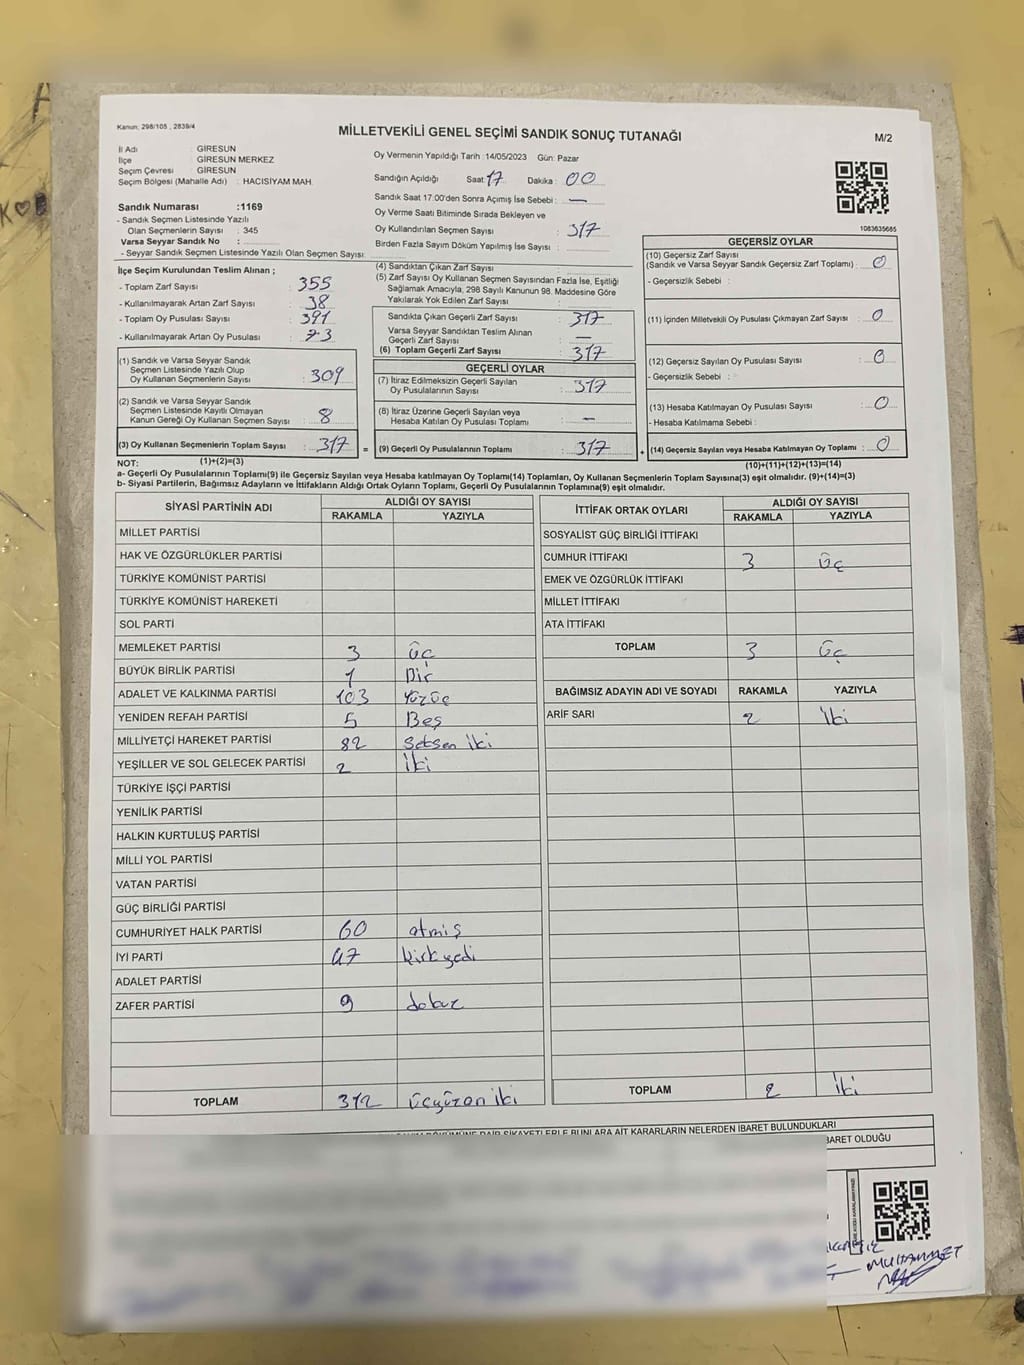 Kanun; 298/105 , 2839/4
MİLLETVEKİLİ GENEL SEÇİMİ SANDIK SONUÇ TUTANAĞI
M/2
İl Adı : GİRESUN
İlçe : GİRESUN MERKEZ
Seçim Çevresi : GİRESUN
Seçim Bölgesi (Mahalle Adı) : HACISİYAM MAH.
Sandık Numarası :1169
- Sandık Seçmen Listesinde Yazılı
Olan Seçmenlerin Sayısı : 345
Varsa Seyyar Sandık No :
- Seyyar Sandık Seçmen Listesinde Yazılı Olan Seçmen Sayısı :
Oy Vermenin Yapıldığı Tarih :14/05/2023 Gün: Pazar
Sandığın Açıldığı Saat: 17 Dakika : 00
Sandık Saat 17.00'den Sonra Açımış İse Sebebi : —
Oy Verme Saati Bitiminde Sırada Bekleyen ve
Oy Kullandırılan Seçmen Sayısı : 317
Birden Fazla Sayım Döküm Yapılmış İse Sayısı :
1083635685
İlçe Seçim Kurulundan Teslim Alınan ;
- Toplam Zarf Sayısı : 355
- Kullanılmayarak Artan Zarf Sayısı : 38
- Toplam Oy Pusulası Sayısı : 391
- Kullanılmayarak Artan Oy Pusulası : 73
(1) Sandık ve Varsa Seyyar Sandık
Seçmen Listesinde Yazılı Olup
Oy Kullanan Seçmenlerin Sayısı : 309
(2) Sandık ve Varsa Seyyar Sandık
Seçmen Listesinde Kayıtlı Olmayan
Kanun Gereği Oy Kullanan Seçmen Sayısı : 8
(3) Oy Kullanan Seçmenlerin Toplam Sayısı : 317
(1)+(2)=(3)
(4) Sandıktan Çıkan Zarf Sayısı :
(5) Zarf Sayısı Oy Kullanan Seçmen Sayısından Fazla İse, Eşitliği
Sağlamak Amacıyla, 298 Sayılı Kanunun 98. Maddesine Göre
Yakılarak Yok Edilen Zarf Sayısı :
Sandıkta Çıkan Geçerli Zarf Sayısı : 317
Varsa Seyyar Sandıktan Teslim Alınan
Geçerli Zarf Sayısı : —
(6) Toplam Geçerli Zarf Sayısı : 317
GEÇERLİ OYLAR
(7) İtiraz Edilmeksizin Geçerli Sayılan
Oy Pusulalarının Sayısı : 317
(8) İtiraz Üzerine Geçerli Sayılan veya
Hesaba Katılan Oy Pusulaları Toplamı : —
= (9) Geçerli Oy Pusulalarının Toplamı : 317
GEÇERSİZ OYLAR
(10) Geçersiz Zarf Sayısı
(Sandık ve Varsa Seyyar Sandık Geçersiz Zarf Toplamı) : 0
- Geçersizlik Sebebi :
(11) İçinden Milletvekili Oy Pusulası Çıkmayan Zarf Sayısı : 0
(12) Geçersiz Sayılan Oy Pusulası Sayısı : 0
- Geçersizlik Sebebi :
(13) Hesaba Katılmayan Oy Pusulası Sayısı : 0
- Hesaba Katılmama Sebebi :
+ (14) Geçersiz Sayılan veya Hesaba Katılmayan Oy Toplamı : 0
(10)+(11)+(12)+(13)=(14)
NOT:
a- Geçerli Oy Pusulalarının Toplamı(9) ile Geçersiz Sayılan veya Hesaba katılmayan Oy Toplamı(14) Toplamları, Oy Kullanan Seçmenlerin Toplam Sayısına(3) eşit olmalıdır. (9)+(14)=(3)
b- Siyasi Partilerin, Bağımsız Adayların ve İttifakların Aldığı Ortak Oyların Toplamı, Geçerli Oy Pusulalarının Toplamına(9) eşit olmalıdır.
SİYASİ PARTİNİN ADI ALDIĞI OY SAYISI
RAKAMLA YAZIYLA
MİLLET PARTİSİ
HAK VE ÖZGÜRLÜKLER PARTİSİ
TÜRKİYE KOMÜNİST PARTİSİ
TÜRKİYE KOMÜNİST HAREKETİ
SOL PARTİ
MEMLEKET PARTİSİ 3 üç
BÜYÜK BİRLİK PARTİSİ 1 Bir
ADALET VE KALKINMA PARTİSİ 103 Yüzüç
YENİDEN REFAH PARTİSİ 5 Beş
MİLLİYETÇİ HAREKET PARTİSİ 82 Seksen iki
YEŞİLLER VE SOL GELECEK PARTİSİ 2 iki
TÜRKİYE İŞÇİ PARTİSİ
YENİLİK PARTİSİ
HALKIN KURTULUŞ PARTİSİ
MİLLİ YOL PARTİSİ
VATAN PARTİSİ
GÜÇ BİRLİĞİ PARTİSİ
CUMHURİYET HALK PARTİSİ 60 atmış
İYİ PARTİ 47 kırk yedi
ADALET PARTİSİ
ZAFER PARTİSİ 9 dokuz
TOPLAM 312 üçyüzon iki
İTTİFAK ORTAK OYLARI ALDIĞI OY SAYISI
RAKAMLA YAZIYLA
SOSYALİST GÜÇ BİRLİĞİ İTTİFAKI
CUMHUR İTTİFAKI 3 üç
EMEK VE ÖZGÜRLÜK İTTİFAKI
MİLLET İTTİFAKI
ATA İTTİFAKI
TOPLAM 3 üç
BAĞIMSIZ ADAYIN ADI VE SOYADI RAKAMLA YAZIYLA
ARİF SARI 2 iki
TOPLAM 2 iki
DAİR ŞİKAYETLERLE BUNLARA AİT KARARLARIN NELERDEN İBARET BULUNDUKLARI
İBARET OLDUĞU
MUHAMMET